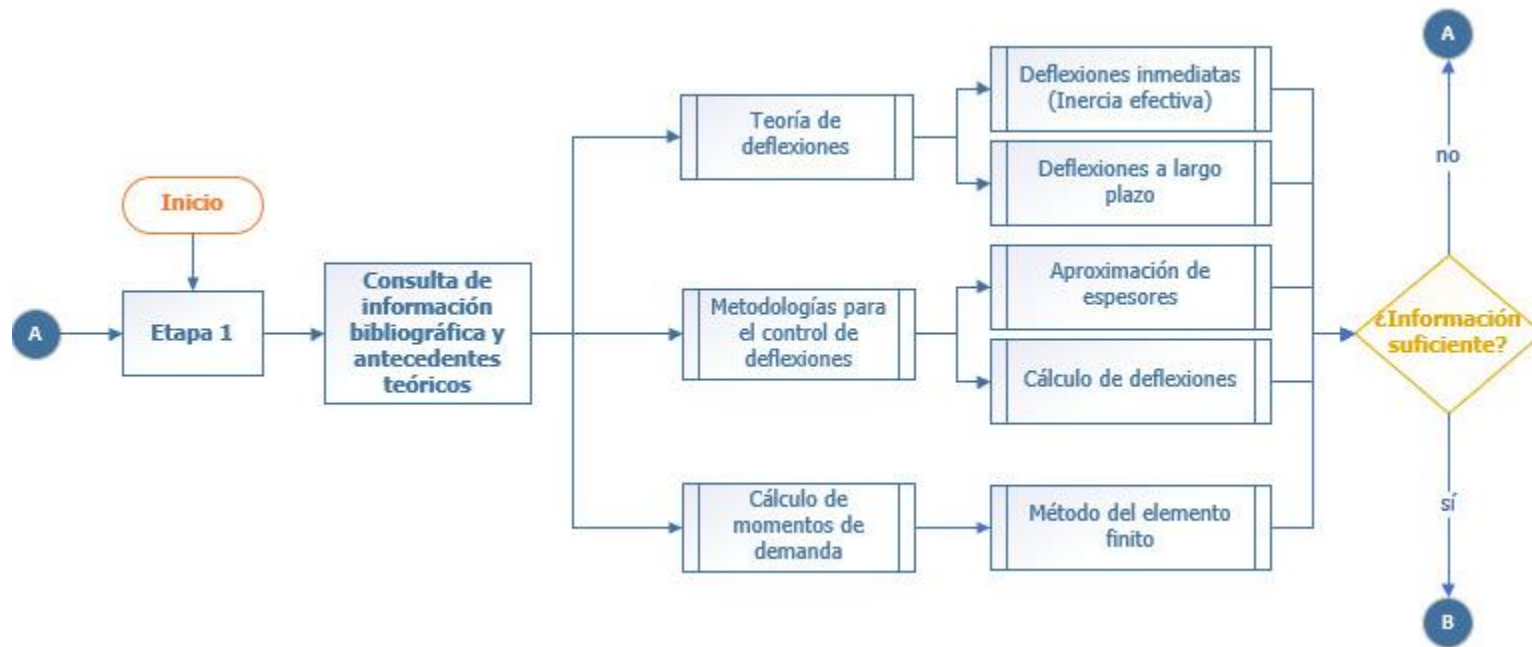 Inicio
A
Etapa 1
Consulta de
información
bibliográfica y
antecedentes
teóricos
Teoría de
deflexiones
Deflexiones inmediatas
(Inercia efectiva)
Deflexiones a largo
plazo
Metodologías para
el control de
deflexiones
Aproximación de
espesores
Cálculo de deflexiones
Cálculo de
momentos de
demanda
Método del elemento
finito
A
no
¿Información
suficiente?
sí
B